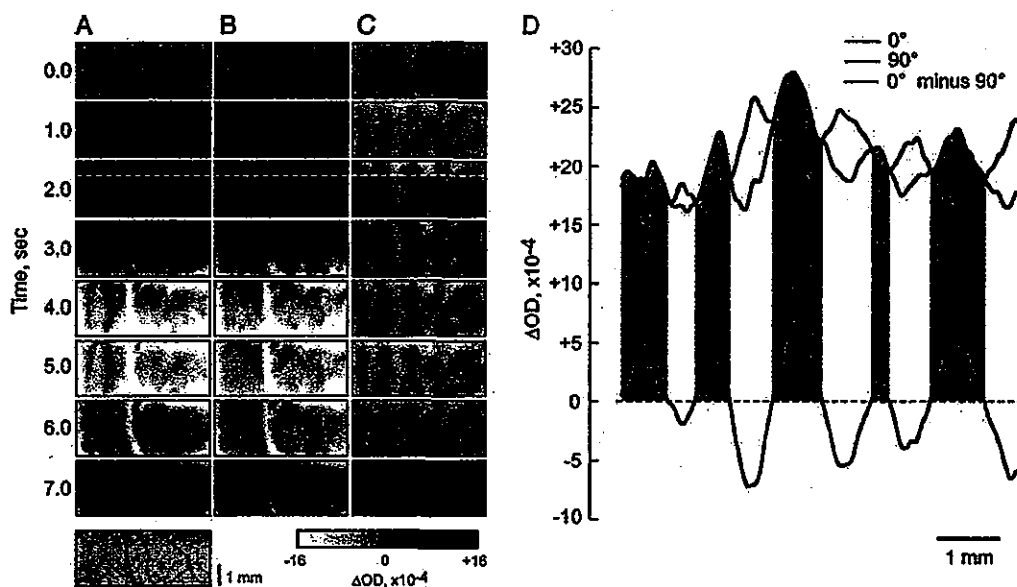 A B C D
Time, sec
0.0
1.0
2.0
3.0
4.0
5.0
6.0
7.0
1 mm
-16 0 +16
ΔOD, x10⁻⁴
ΔOD, x10⁻⁴
+30
+25
+20
+15
+10
+5
0
-5
-10
0°
90°
0° minus 90°
1 mm